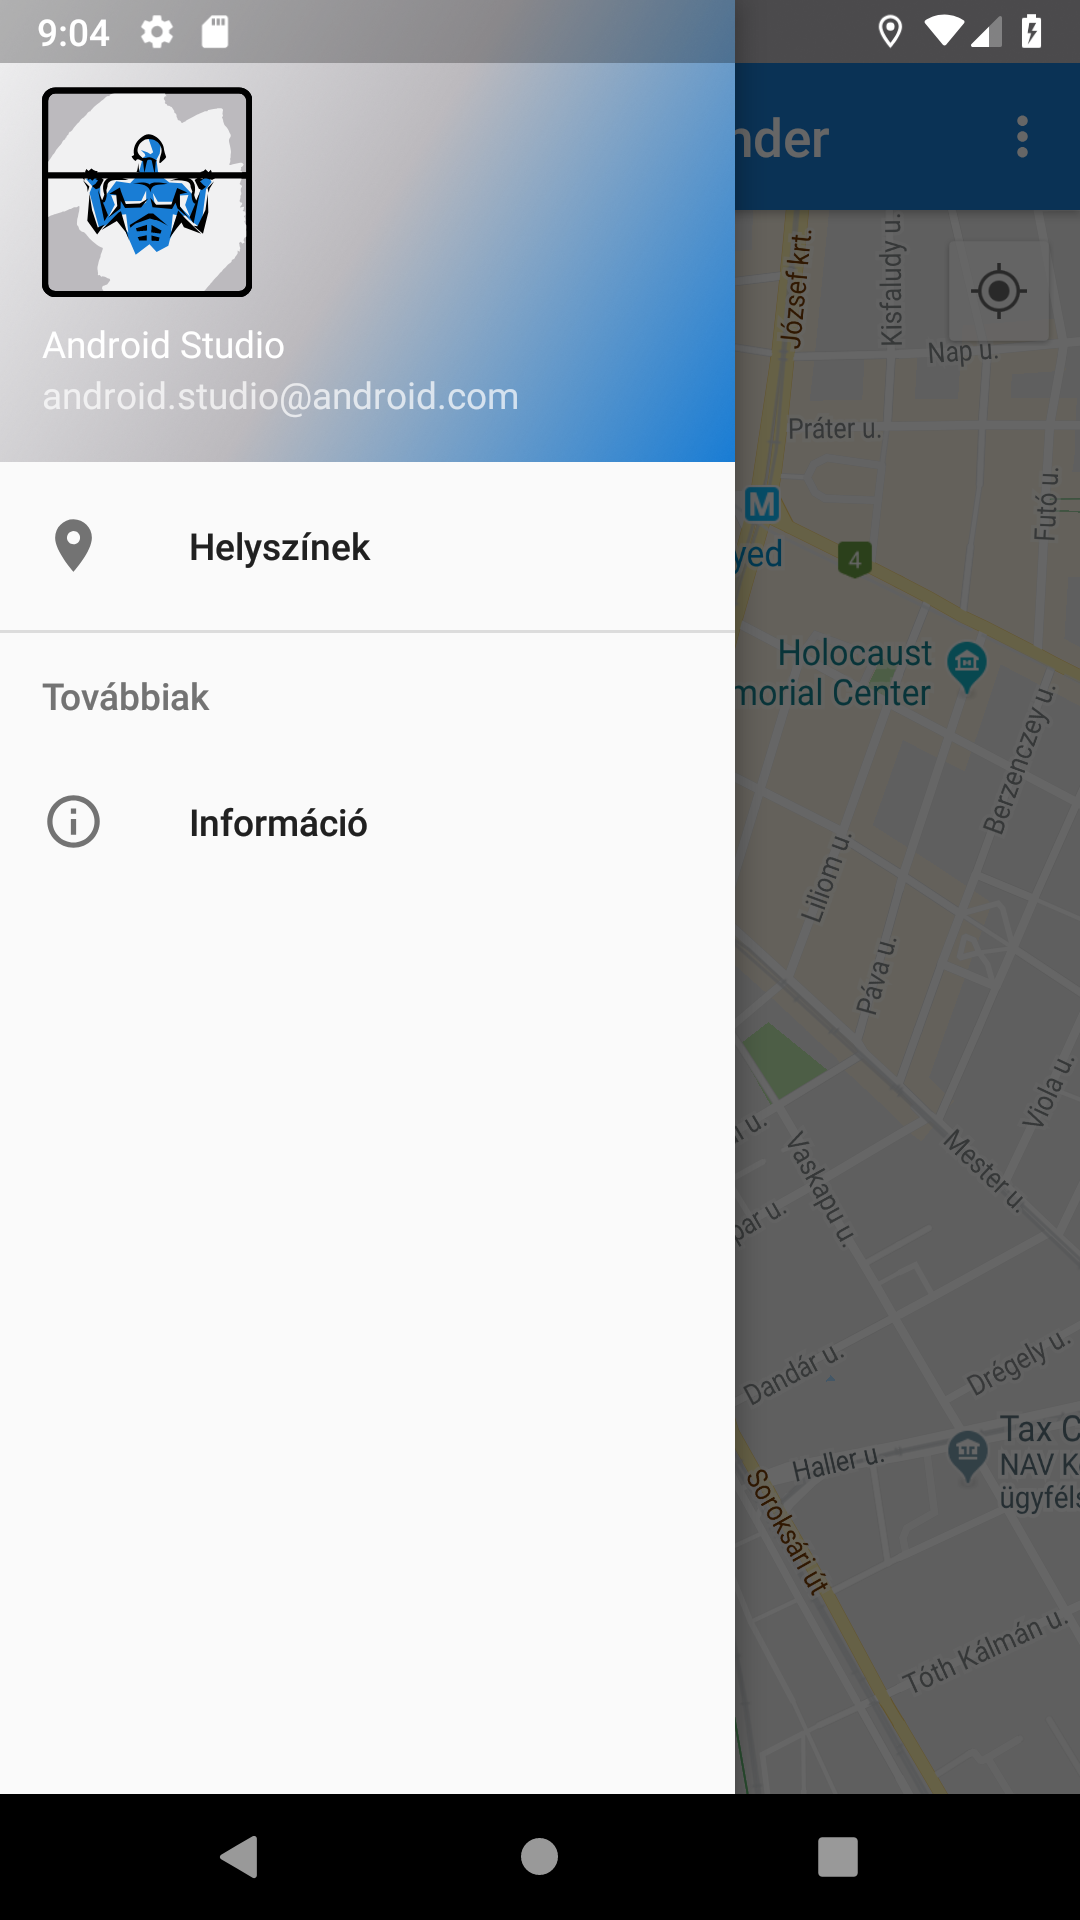 9:04
nder
Android Studio
android.studio@android.com
Helyszínek
Továbbiak
Információ
József krt.
Kisfaludy u.
Nap u.
Práter u.
Futó u.
M
yed
4
Holocaust
morial Center
Berzenczey u.
Liliom u.
Páva u.
Viola u.
Mester u.
u.
Vaskapu u.
par u.
Dandár u.
Drégely u.
Tax C
NAV K
ügyféls
Haller u.
Soroksári út
Tóth Kálmán u.